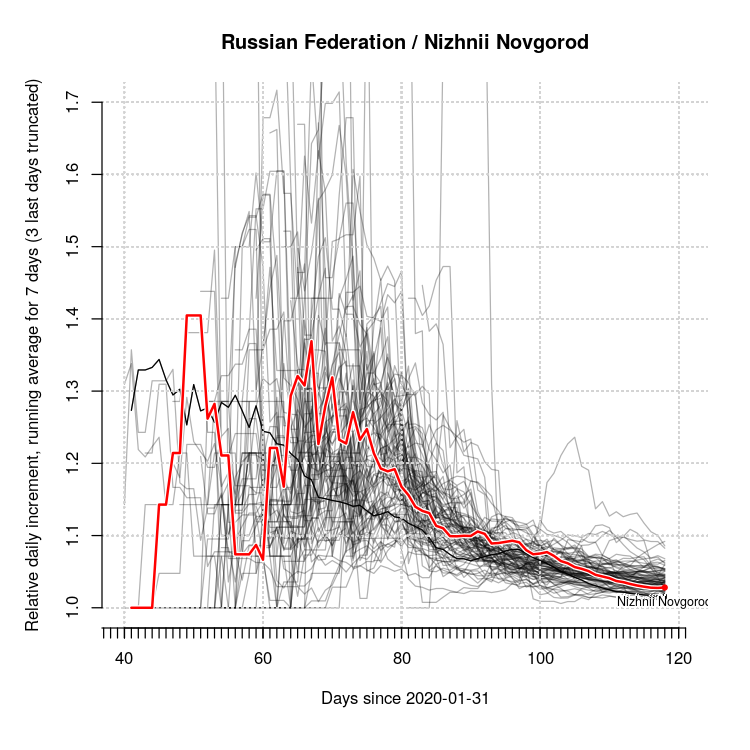 Russian Federation / Nizhnii Novgorod
Relative daily increment, running average for 7 days (3 last days truncated)
1.7
1.6
1.5
1.4
1.3
1.2
1.1
1.0
Nizhnii Novgorod
40 60 80 100 120
Days since 2020-01-31